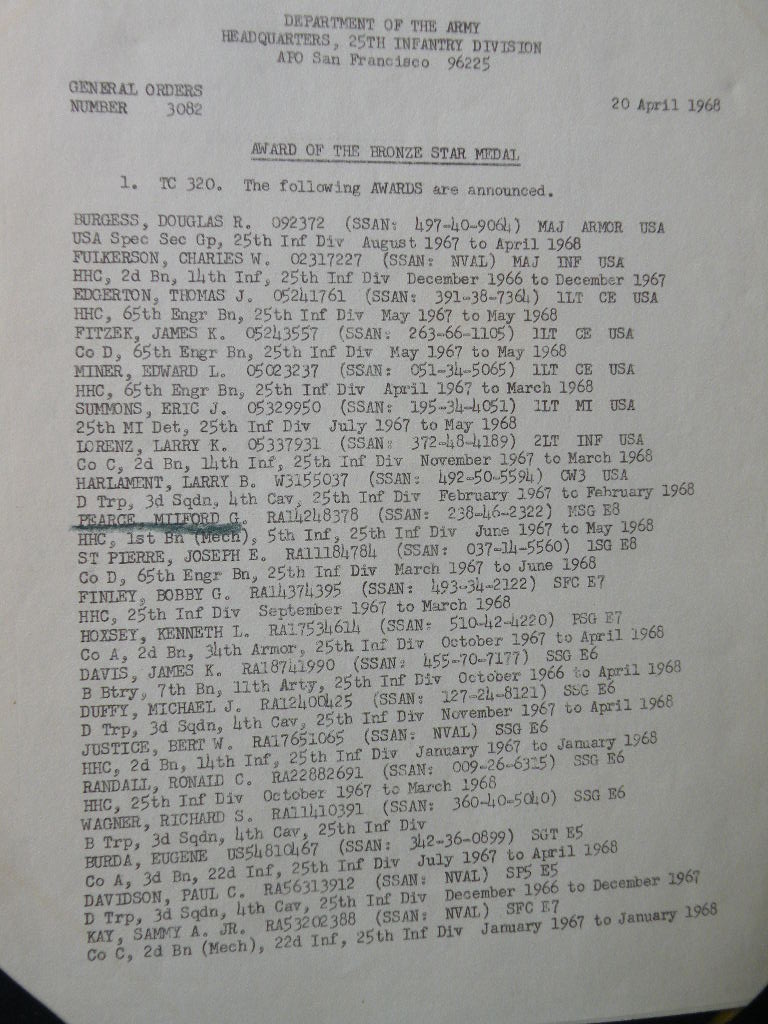 DEPARTMENT OF THE ARMY
HEADQUARTERS, 25TH INFANTRY DIVISION
APO San Francisco 96225
GENERAL ORDERS
NUMBER 3082
20 April 1968
AWARD OF THE BRONZE STAR MEDAL
1. TC 320. The following AWARDS are announced.
BURGESS, DOUGLAS R. 092372 (SSAN: 497-40-9064) MAJ ARMOR USA
USA Spec Sec Gp, 25th Inf Div August 1967 to April 1968
FULKERSON, CHARLES W. 02317227 (SSAN: NVAL) MAJ INF USA
HHC, 2d Bn, 14th Inf, 25th Inf Div December 1966 to December 1967
EDGERTON, THOMAS J. 05241761 (SSAN: 391-38-7364) 1LT CE USA
HHC, 65th Engr Bn, 25th Inf Div May 1967 to May 1968
FITZEK, JAMES K. 05243557 (SSAN: 263-66-1105) 1LT CE USA
Co D, 65th Engr Bn, 25th Inf Div May 1967 to May 1968
MINER, EDWARD L. 05023237 (SSAN: 051-34-5065) 1LT CE USA
HHC, 65th Engr Bn, 25th Inf Div April 1967 to March 1968
SUMMONS, ERIC J. 05329950 (SSAN: 195-34-4051) 1LT MI USA
25th MI Det, 25th Inf Div July 1967 to May 1968
LORENZ, LARRY K. 05337931 (SSAN: 372-48-4189) 2LT INF USA
Co C, 2d Bn, 14th Inf, 25th Inf Div November 1967 to March 1968
HARLAMENT, LARRY B. W3155037 (SSAN: 492-50-5594) CW3 USA
D Trp, 3d Sqdn, 4th Cav, 25th Inf Div February 1967 to February 1968
PEARCE, MILFORD G. RA14248378 (SSAN: 238-46-2322) MSG E8
HHC, 1st Bn (Mech), 5th Inf, 25th Inf Div June 1967 to May 1968
ST PIERRE, JOSEPH E. RA11184784 (SSAN: 037-14-5560) 1SG E8
Co D, 65th Engr Bn, 25th Inf Div March 1967 to June 1968
FINLEY, BOBBY G. RA14374395 (SSAN: 493-34-2122) SFC E7
HHC, 25th Inf Div September 1967 to March 1968
HOXSEY, KENNETH L. RA17534614 (SSAN: 510-42-4220) PSG E7
Co A, 2d Bn, 34th Armor, 25th Inf Div October 1967 to April 1968
DAVIS, JAMES K. RA18741990 (SSAN: 455-70-7177) SSG E6
B Btry, 7th Bn, 11th Arty, 25th Inf Div October 1966 to April 1968
DUFFY, MICHAEL J. RA12400425 (SSAN: 127-24-8121) SSG E6
D Trp, 3d Sqdn, 4th Cav, 25th Inf Div November 1967 to April 1968
JUSTICE, BERT W. RA17651065 (SSAN: NVAL) SSG E6
HHC, 2d Bn, 14th Inf, 25th Inf Div January 1967 to January 1968
RANDALL, RONALD C. RA22882691 (SSAN: 009-26-6315) SSG E6
HHC, 25th Inf Div October 1967 to March 1968
WAGNER, RICHARD S. RA11410391 (SSAN: 360-40-5040) SSG E6
B Trp, 3d Sqdn, 4th Cav, 25th Inf Div
BURDA, EUGENE US54810467 (SSAN: 342-36-0899) SGT E5
Co A, 3d Bn, 22d Inf, 25th Inf Div July 1967 to April 1968
DAVIDSON, PAUL C. RA56313912 (SSAN: NVAL) SP5 E5
D Trp, 3d Sqdn, 4th Cav, 25th Inf Div December 1966 to December 1967
KAY, SAMMY A. JR. RA53202388 (SSAN: NVAL) SFC E7
Co C, 2d Bn (Mech), 22d Inf, 25th Inf Div January 1967 to January 1968